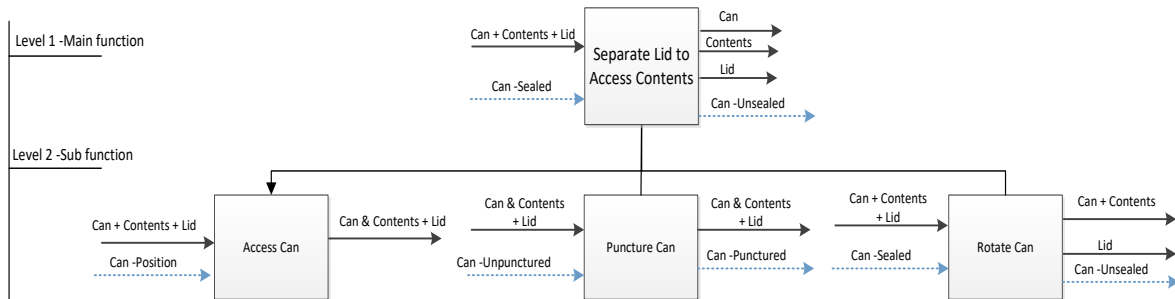 Level 1 -Main function
Can + Contents + Lid
Can -Sealed
Separate Lid to
Access Contents
Can
Contents
Lid
Can -Unsealed
Level 2 -Sub function
Can + Contents + Lid
Can -Position
Access Can
Can & Contents + Lid
Can & Contents
+ Lid
Can -Unpunctured
Puncture Can
Can & Contents
+ Lid
Can -Punctured
Can + Contents
+ Lid
Can -Sealed
Rotate Can
Can + Contents
Lid
Can -Unsealed